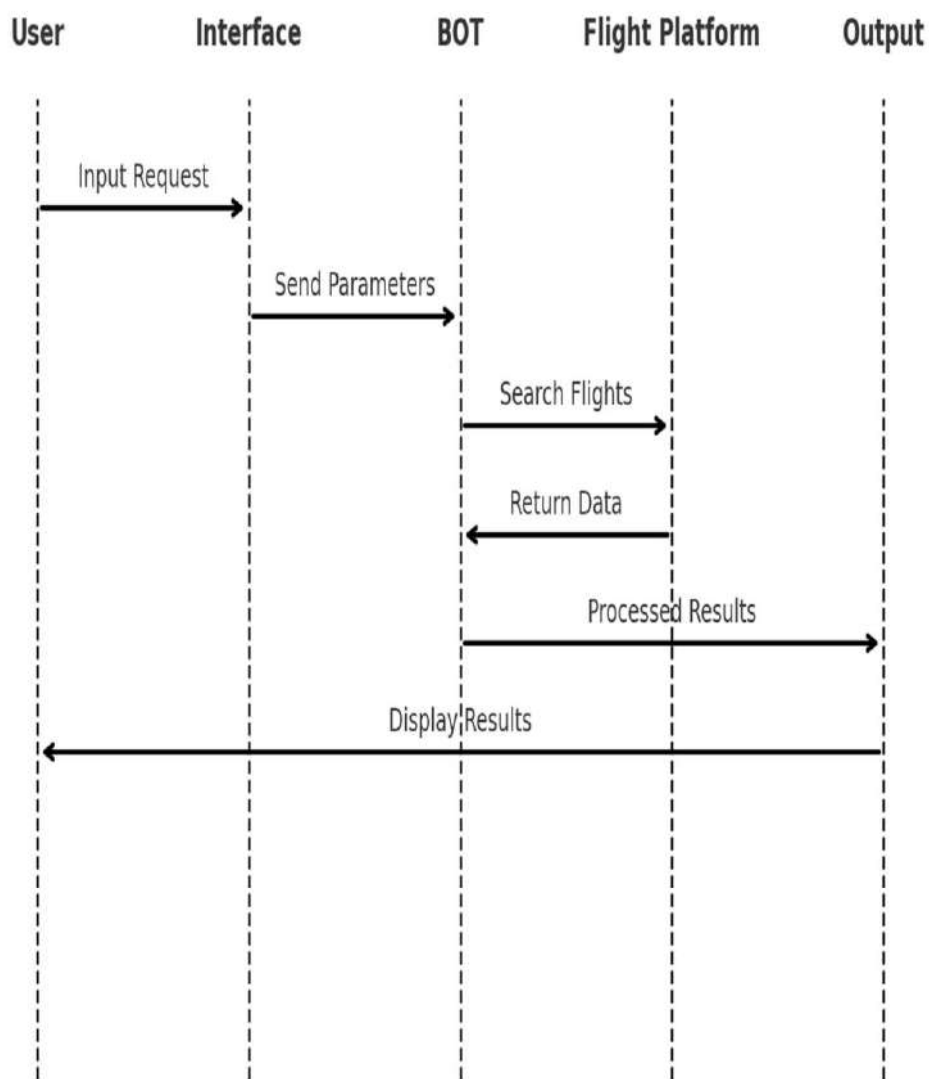 User Interface BOT Flight Platform Output
Input Request
Send Parameters
Search Flights
Return Data
Processed Results
Display Results